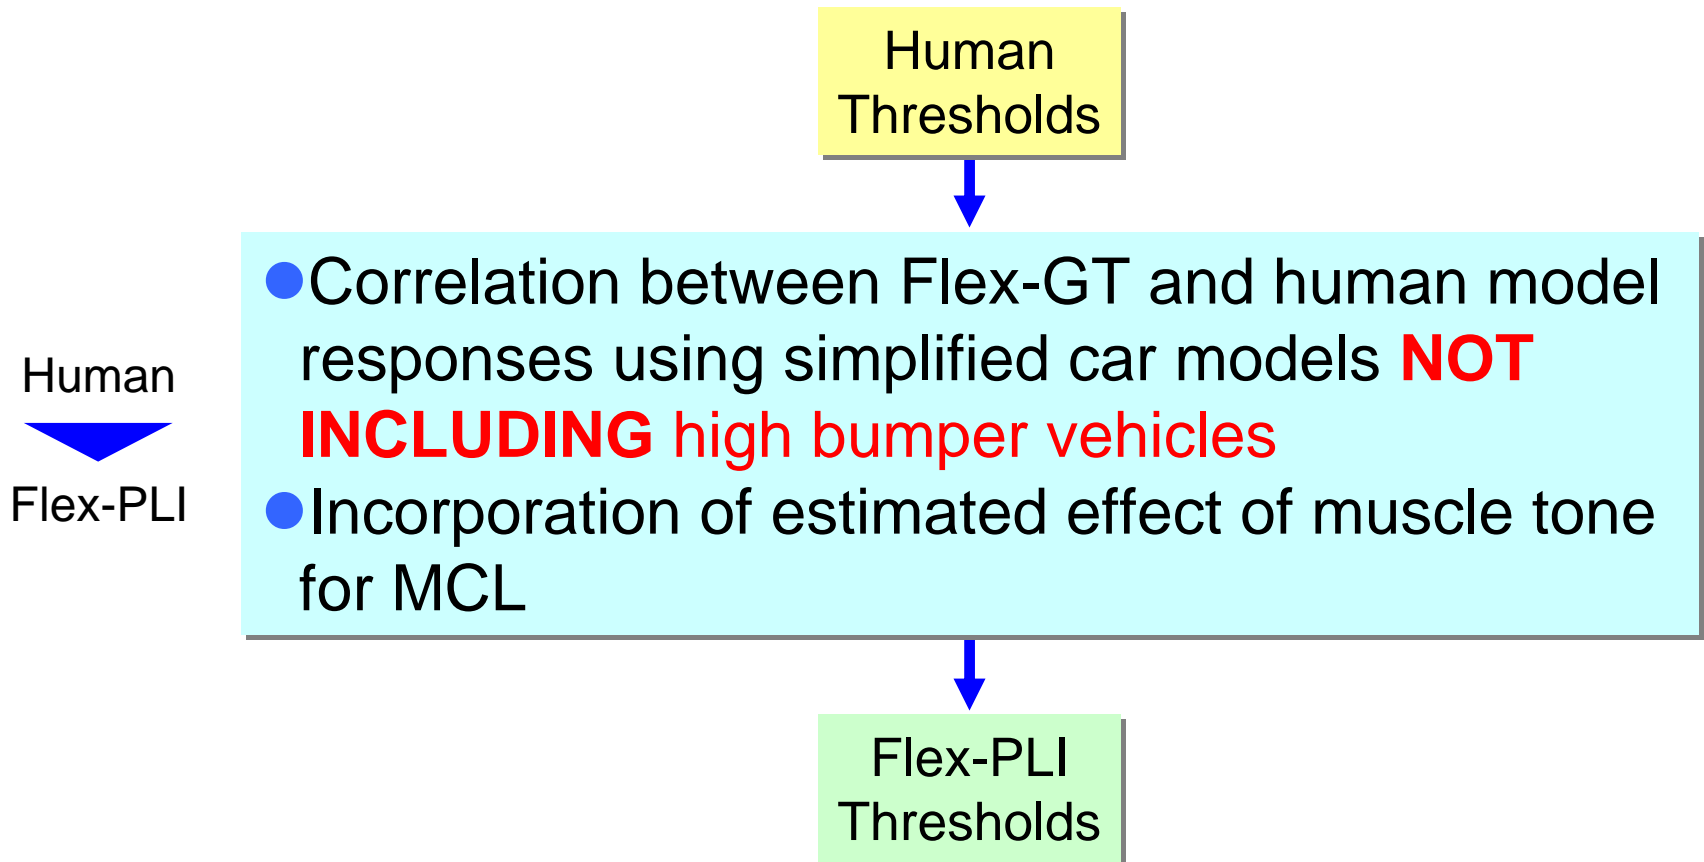 Human
Thresholds
●Correlation between Flex-GT and human model
responses using simplified car models NOT
INCLUDING high bumper vehicles
●Incorporation of estimated effect of muscle tone
for MCL
Human
Flex-PLI
Flex-PLI
Thresholds